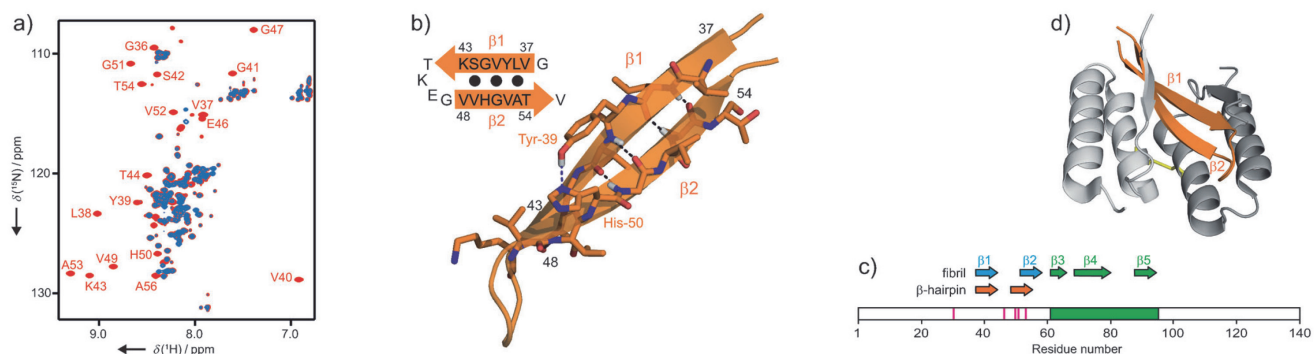 a)
110
120
130
δ(¹⁵N) / ppm
9.0
8.0
7.0
δ(¹H) / ppm
G47
G36
G51
S42
G41
T54
V52
V37
E46
T44
Y39
L38
V49
H50
A53
K43
A56
V40
b)
43
β1
37
T
KSGVYLV
G
K
E
G
VVHGVAT
V
48
β2
54
37
β1
54
Tyr-39
β2
43
His-50
48
d)
β1
β2
c)
β1
β2
β3
β4
β5
fibril
β-hairpin
1
20
40
60
80
100
120
140
Residue number